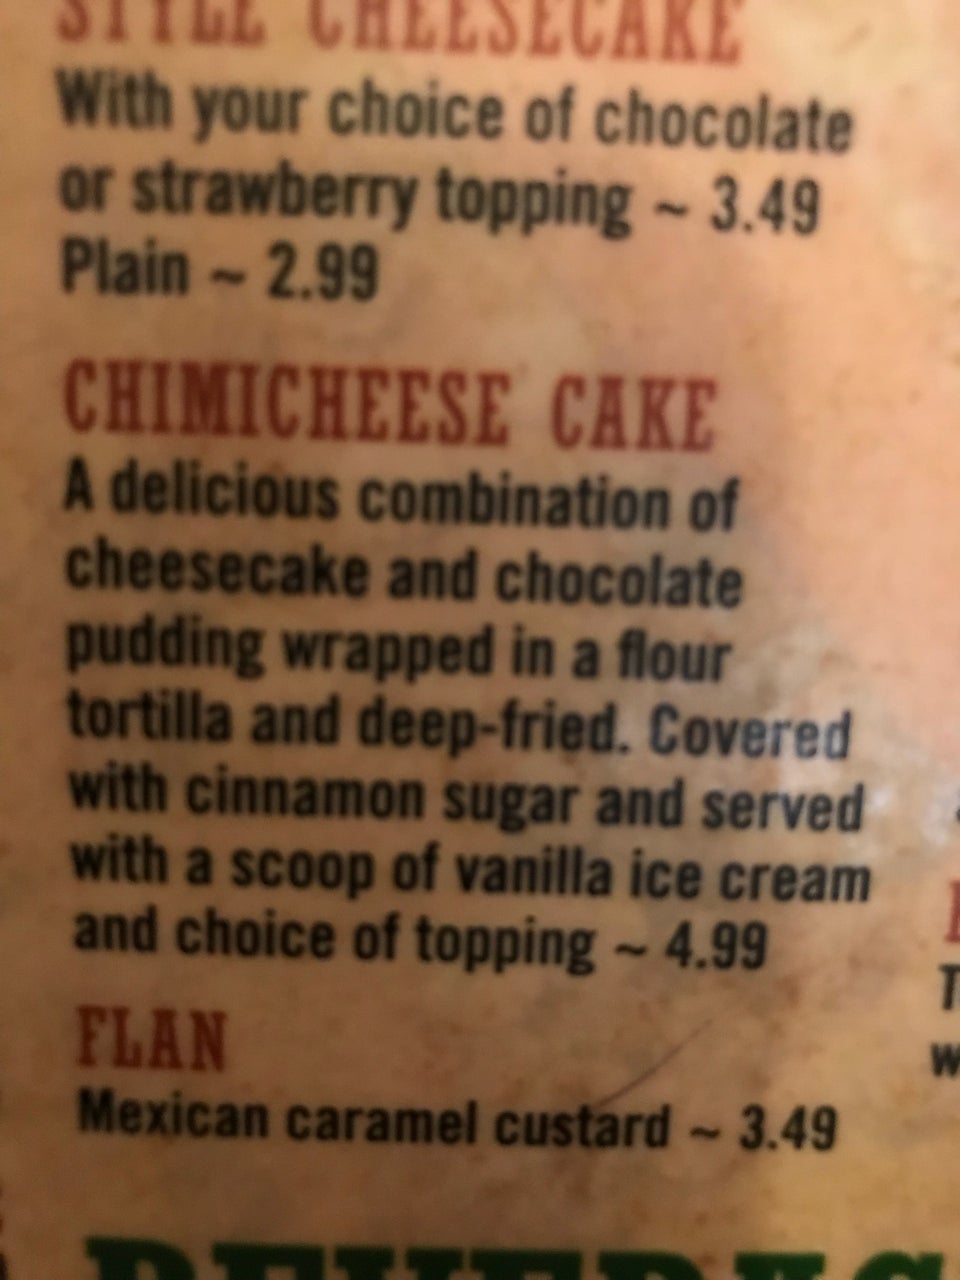 STYLE CHEESECAKE
With your choice of chocolate
or strawberry topping ~ 3.49
Plain ~ 2.99
CHIMICHEESE CAKE
A delicious combination of
cheesecake and chocolate
pudding wrapped in a flour
tortilla and deep-fried. Covered
with cinnamon sugar and served
with a scoop of vanilla ice cream
and choice of topping ~ 4.99
FLAN
Mexican caramel custard ~ 3.49